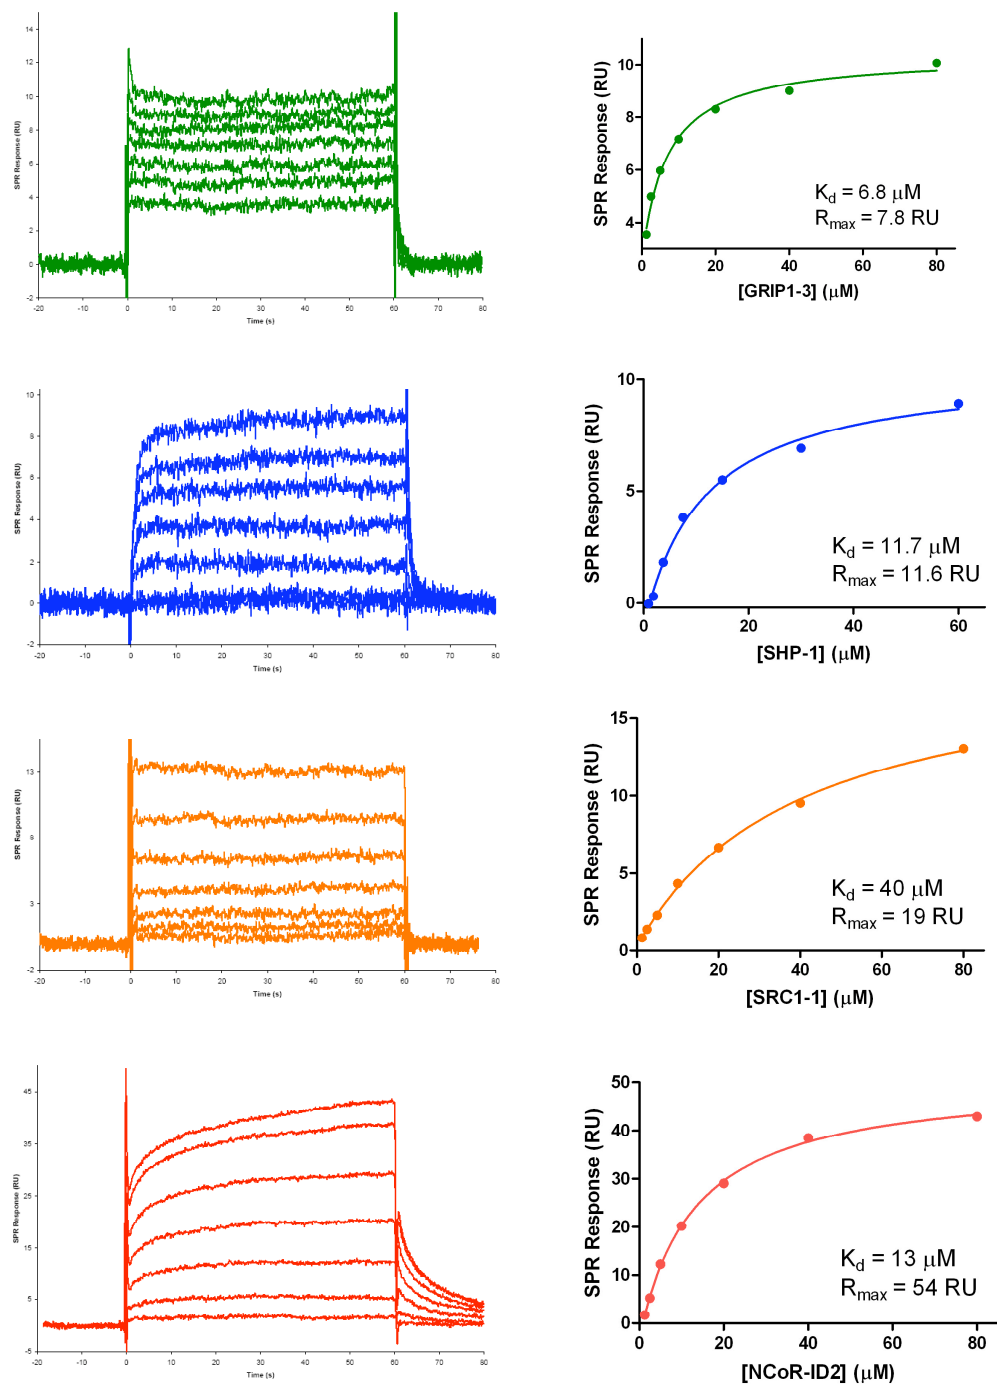 14
12
10
8
6
4
2
0
-2
SPR Response (RU)
-20 -10 0 10 20 30 40 50 60 70 80
Time (s)
10
8
6
4
SPR Response (RU)
Kd = 6.8 μM
Rmax = 7.8 RU
0 20 40 60 80
[GRIP1-3] (μM)
10
8
6
4
2
0
-2
SPR Response (RU)
-20 -10 0 10 20 30 40 50 60 70 80
Time (s)
10
5
0
SPR Response (RU)
Kd = 11.7 μM
Rmax = 11.6 RU
0 20 40 60
[SHP-1] (μM)
13
8
3
-2
SPR Response (RU)
-20 -10 0 10 20 30 40 50 60 70 80
Time (s)
15
10
5
0
SPR Response (RU)
Kd = 40 μM
Rmax = 19 RU
0 20 40 60 80
[SRC1-1] (μM)
45
35
25
15
5
-5
SPR Response (RU)
-20 -10 0 10 20 30 40 50 60 70 80
Time (s)
50
40
30
20
10
0
SPR Response (RU)
Kd = 13 μM
Rmax = 54 RU
0 20 40 60 80
[NCoR-ID2] (μM)